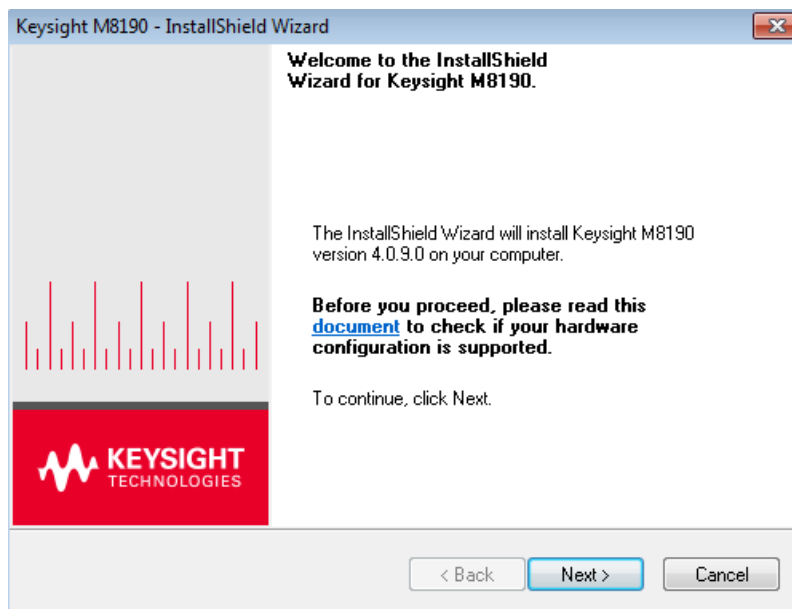 Keysight M8190 - InstallShield Wizard
Welcome to the InstallShield
Wizard for Keysight M8190.
The InstallShield Wizard will install Keysight M8190
version 4.0.9.0 on your computer.
Before you proceed, please read this
document to check if your hardware
configuration is supported.
To continue, click Next.
KEYSIGHT
TECHNOLOGIES
< Back
Next >
Cancel